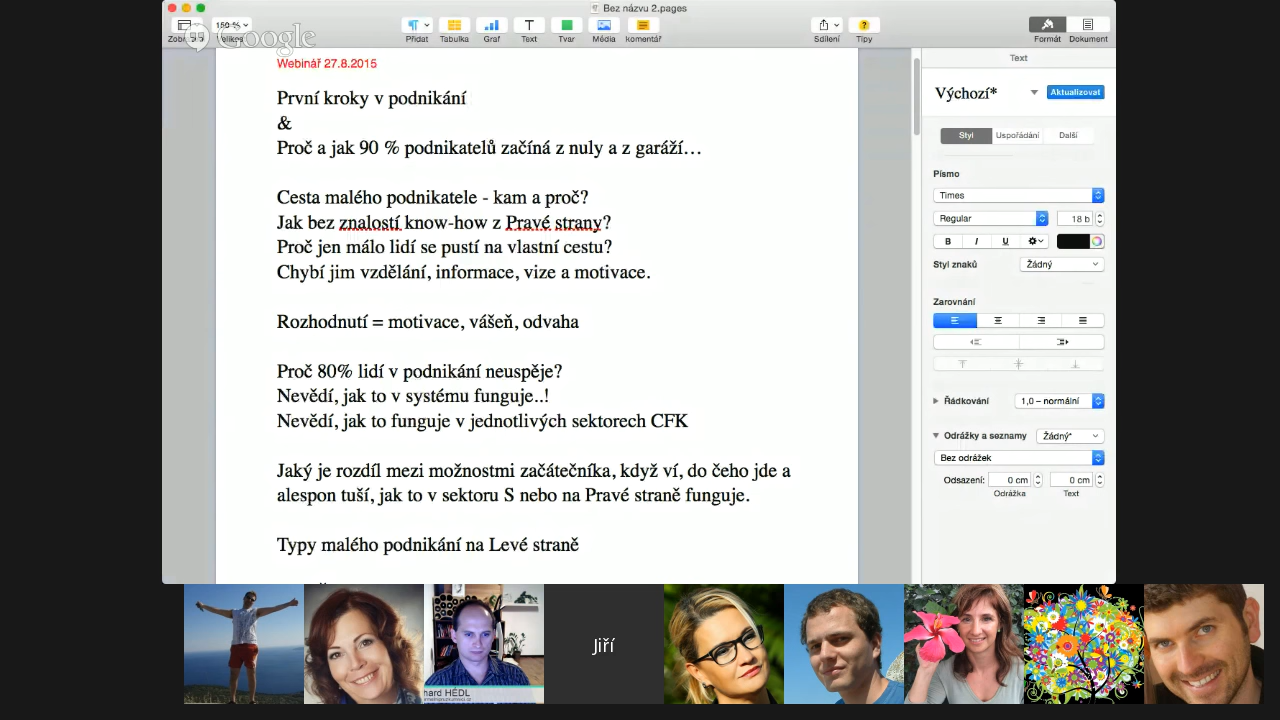 Bez názvu 2.pages
150 %
Přidat
Tabulka
Graf
Text
Tvar
Média
komentář
Sdílení
Tipy
Formát
Dokument
Google
Webinář 27.8.2015
První kroky v podnikání
&
Proč a jak 90 % podnikatelů začíná z nuly a z garáží…
Cesta malého podnikatele - kam a proč?
Jak bez znalostí know-how z Pravé strany?
Proč jen málo lidí se pustí na vlastní cestu?
Chybí jim vzdělání, informace, vize a motivace.
Rozhodnutí = motivace, vášeň, odvaha
Proč 80% lidí v podnikání neuspěje?
Nevědí, jak to v systému funguje..!
Nevědí, jak to funguje v jednotlivých sektorech CFK
Jaký je rozdíl mezi možnostmi začátečníka, když ví, do čeho jde a
alespon tuší, jak to v sektoru S nebo na Pravé straně funguje.
Typy malého podnikání na Levé straně
Text
Výchozí*
Aktualizovat
Styl
Uspořádání
Další
Písmo
Times
Regular
18 b
B I U
Styl znaků
Žádný
Zarovnání
Řádkování
1,0 – normální
Odrážky a seznamy
Žádný*
Bez odrážek
Odsazení:
0 cm
0 cm
Odrážka
Text
hard HÉDL
Jiří